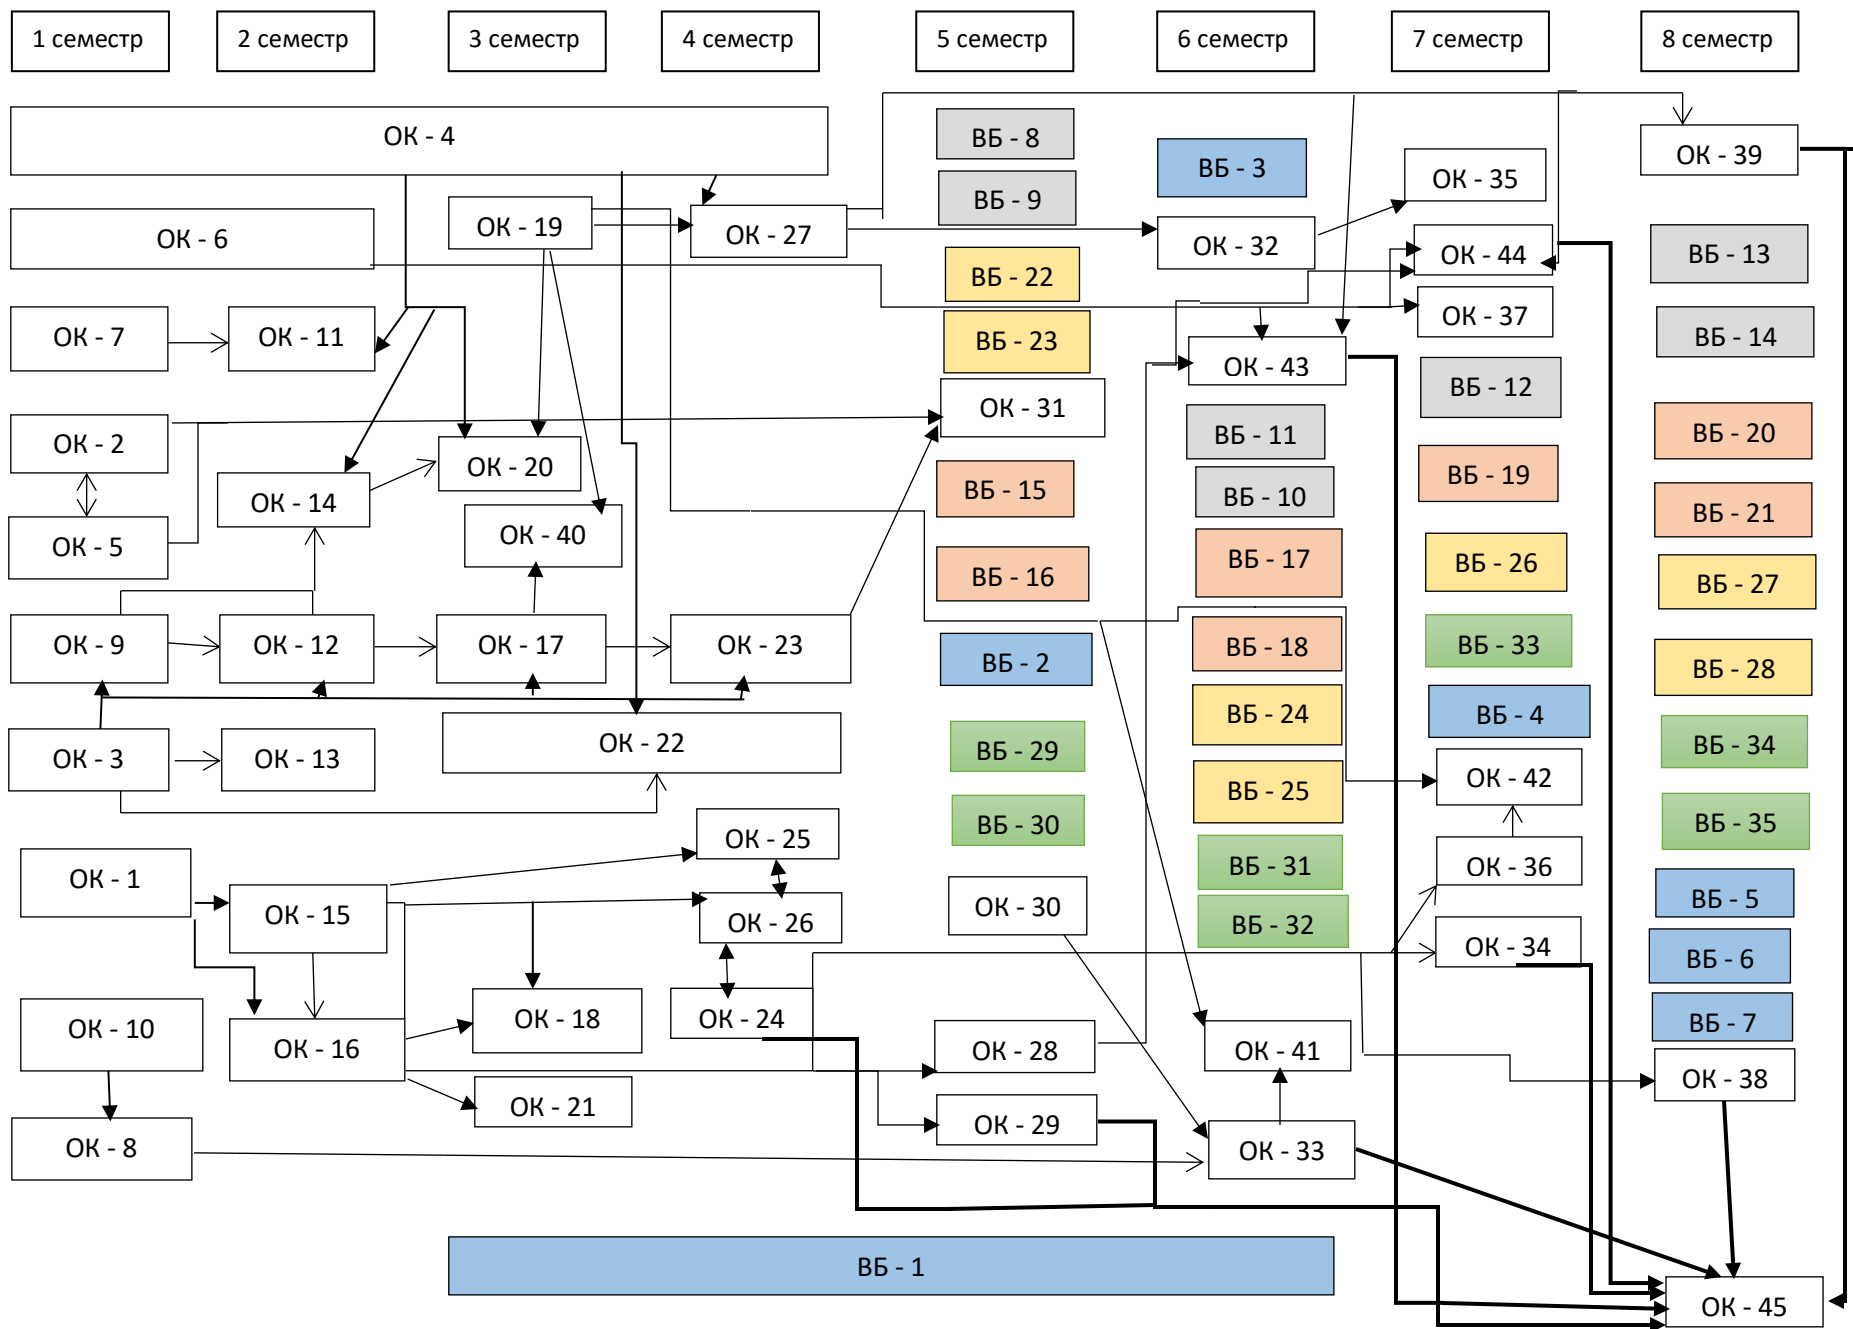 1 семестр
2 семестр
3 семестр
4 семестр
5 семестр
6 семестр
7 семестр
8 семестр
ОК - 4
ВБ - 8
ВБ - 3
ОК - 35
ОК - 39
ВБ - 9
ОК - 6
ОК - 19
ОК - 27
ОК - 32
ОК - 44
ВБ - 13
ВБ - 22
ОК - 37
ОК - 7
ОК - 11
ВБ - 23
ОК - 43
ВБ - 14
ВБ - 12
ОК - 2
ОК - 31
ВБ - 11
ВБ - 20
ОК - 20
ВБ - 19
ОК - 14
ВБ - 15
ВБ - 10
ВБ - 21
ОК - 5
ОК - 40
ВБ - 16
ВБ - 17
ВБ - 26
ВБ - 27
ОК - 9
ОК - 12
ОК - 17
ОК - 23
ВБ - 2
ВБ - 18
ВБ - 33
ВБ - 28
ВБ - 24
ВБ - 4
ОК - 3
ОК - 13
ОК - 22
ВБ - 29
ВБ - 34
ОК - 42
ВБ - 25
ВБ - 30
ВБ - 35
ОК - 25
ОК - 1
ВБ - 31
ОК - 36
ВБ - 5
ОК - 15
ОК - 26
ОК - 30
ВБ - 32
ОК - 34
ВБ - 6
ОК - 10
ОК - 16
ОК - 18
ОК - 24
ВБ - 7
ОК - 28
ОК - 41
ОК - 38
ОК - 21
ОК - 29
ОК - 8
ОК - 33
ВБ - 1
ОК - 45